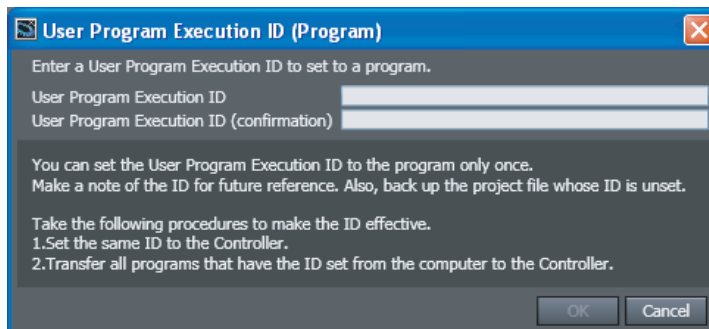 User Program Execution ID (Program)
Enter a User Program Execution ID to set to a program.
User Program Execution ID
User Program Execution ID (confirmation)
You can set the User Program Execution ID to the program only once.
Make a note of the ID for future reference. Also, back up the project file whose ID is unset.
Take the following procedures to make the ID effective.
1.Set the same ID to the Controller.
2.Transfer all programs that have the ID set from the computer to the Controller.
OK Cancel